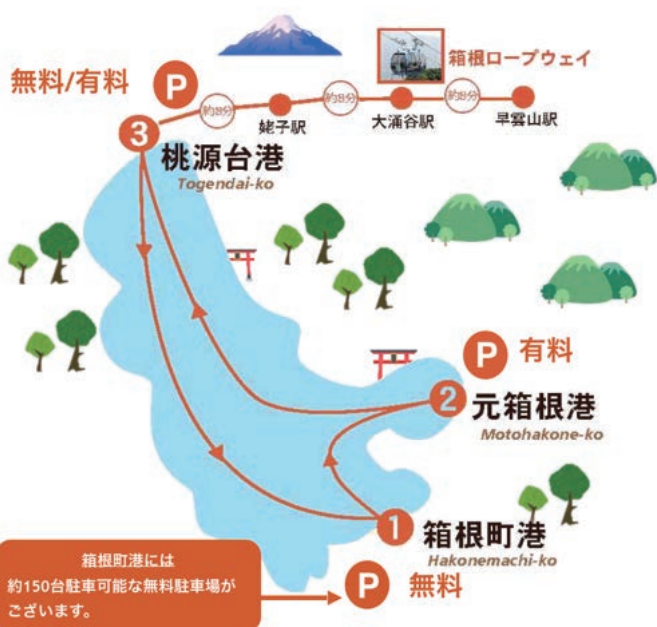 箱根ロープウェイ
無料/有料
P
約8分
約8分
約8分
姥子駅
大涌谷駅
早雲山駅
3
桃源台港
Togendai-ko
P
有料
2
元箱根港
Motohakone-ko
1
箱根町港
Hakonemachi-ko
箱根町港には
約150台駐車可能な無料駐車場が
ございます。
P
無料